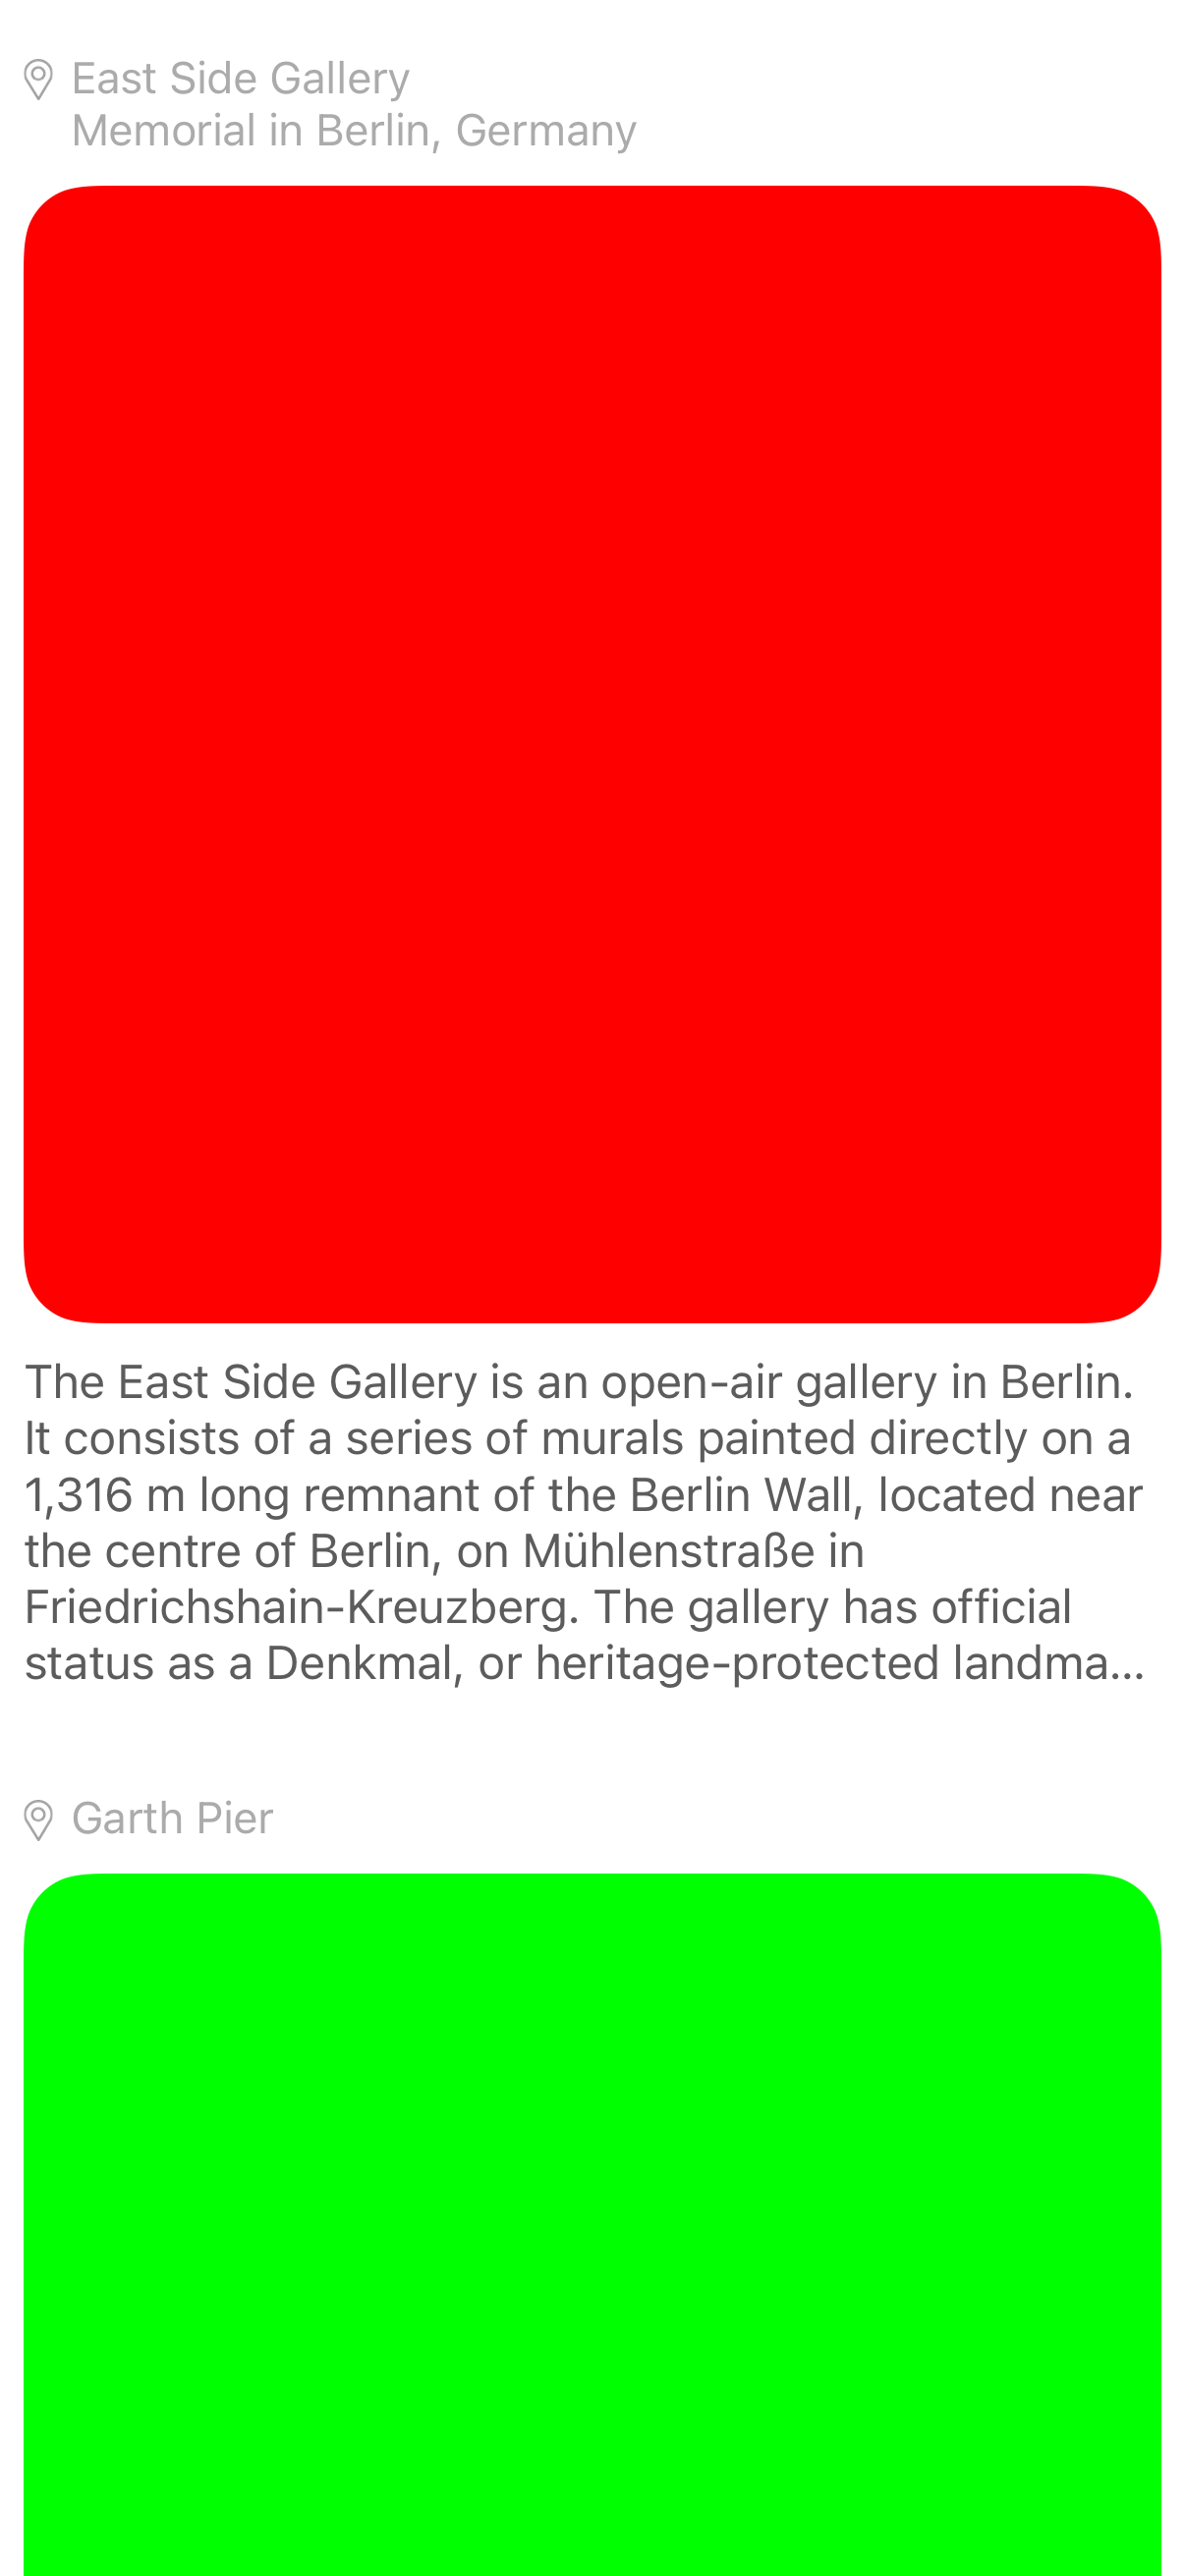 East Side Gallery
Memorial in Berlin, Germany
The East Side Gallery is an open-air gallery in Berlin.
It consists of a series of murals painted directly on a
1,316 m long remnant of the Berlin Wall, located near
the centre of Berlin, on Mühlenstraße in
Friedrichshain-Kreuzberg. The gallery has official
status as a Denkmal, or heritage-protected landma...
Garth Pier